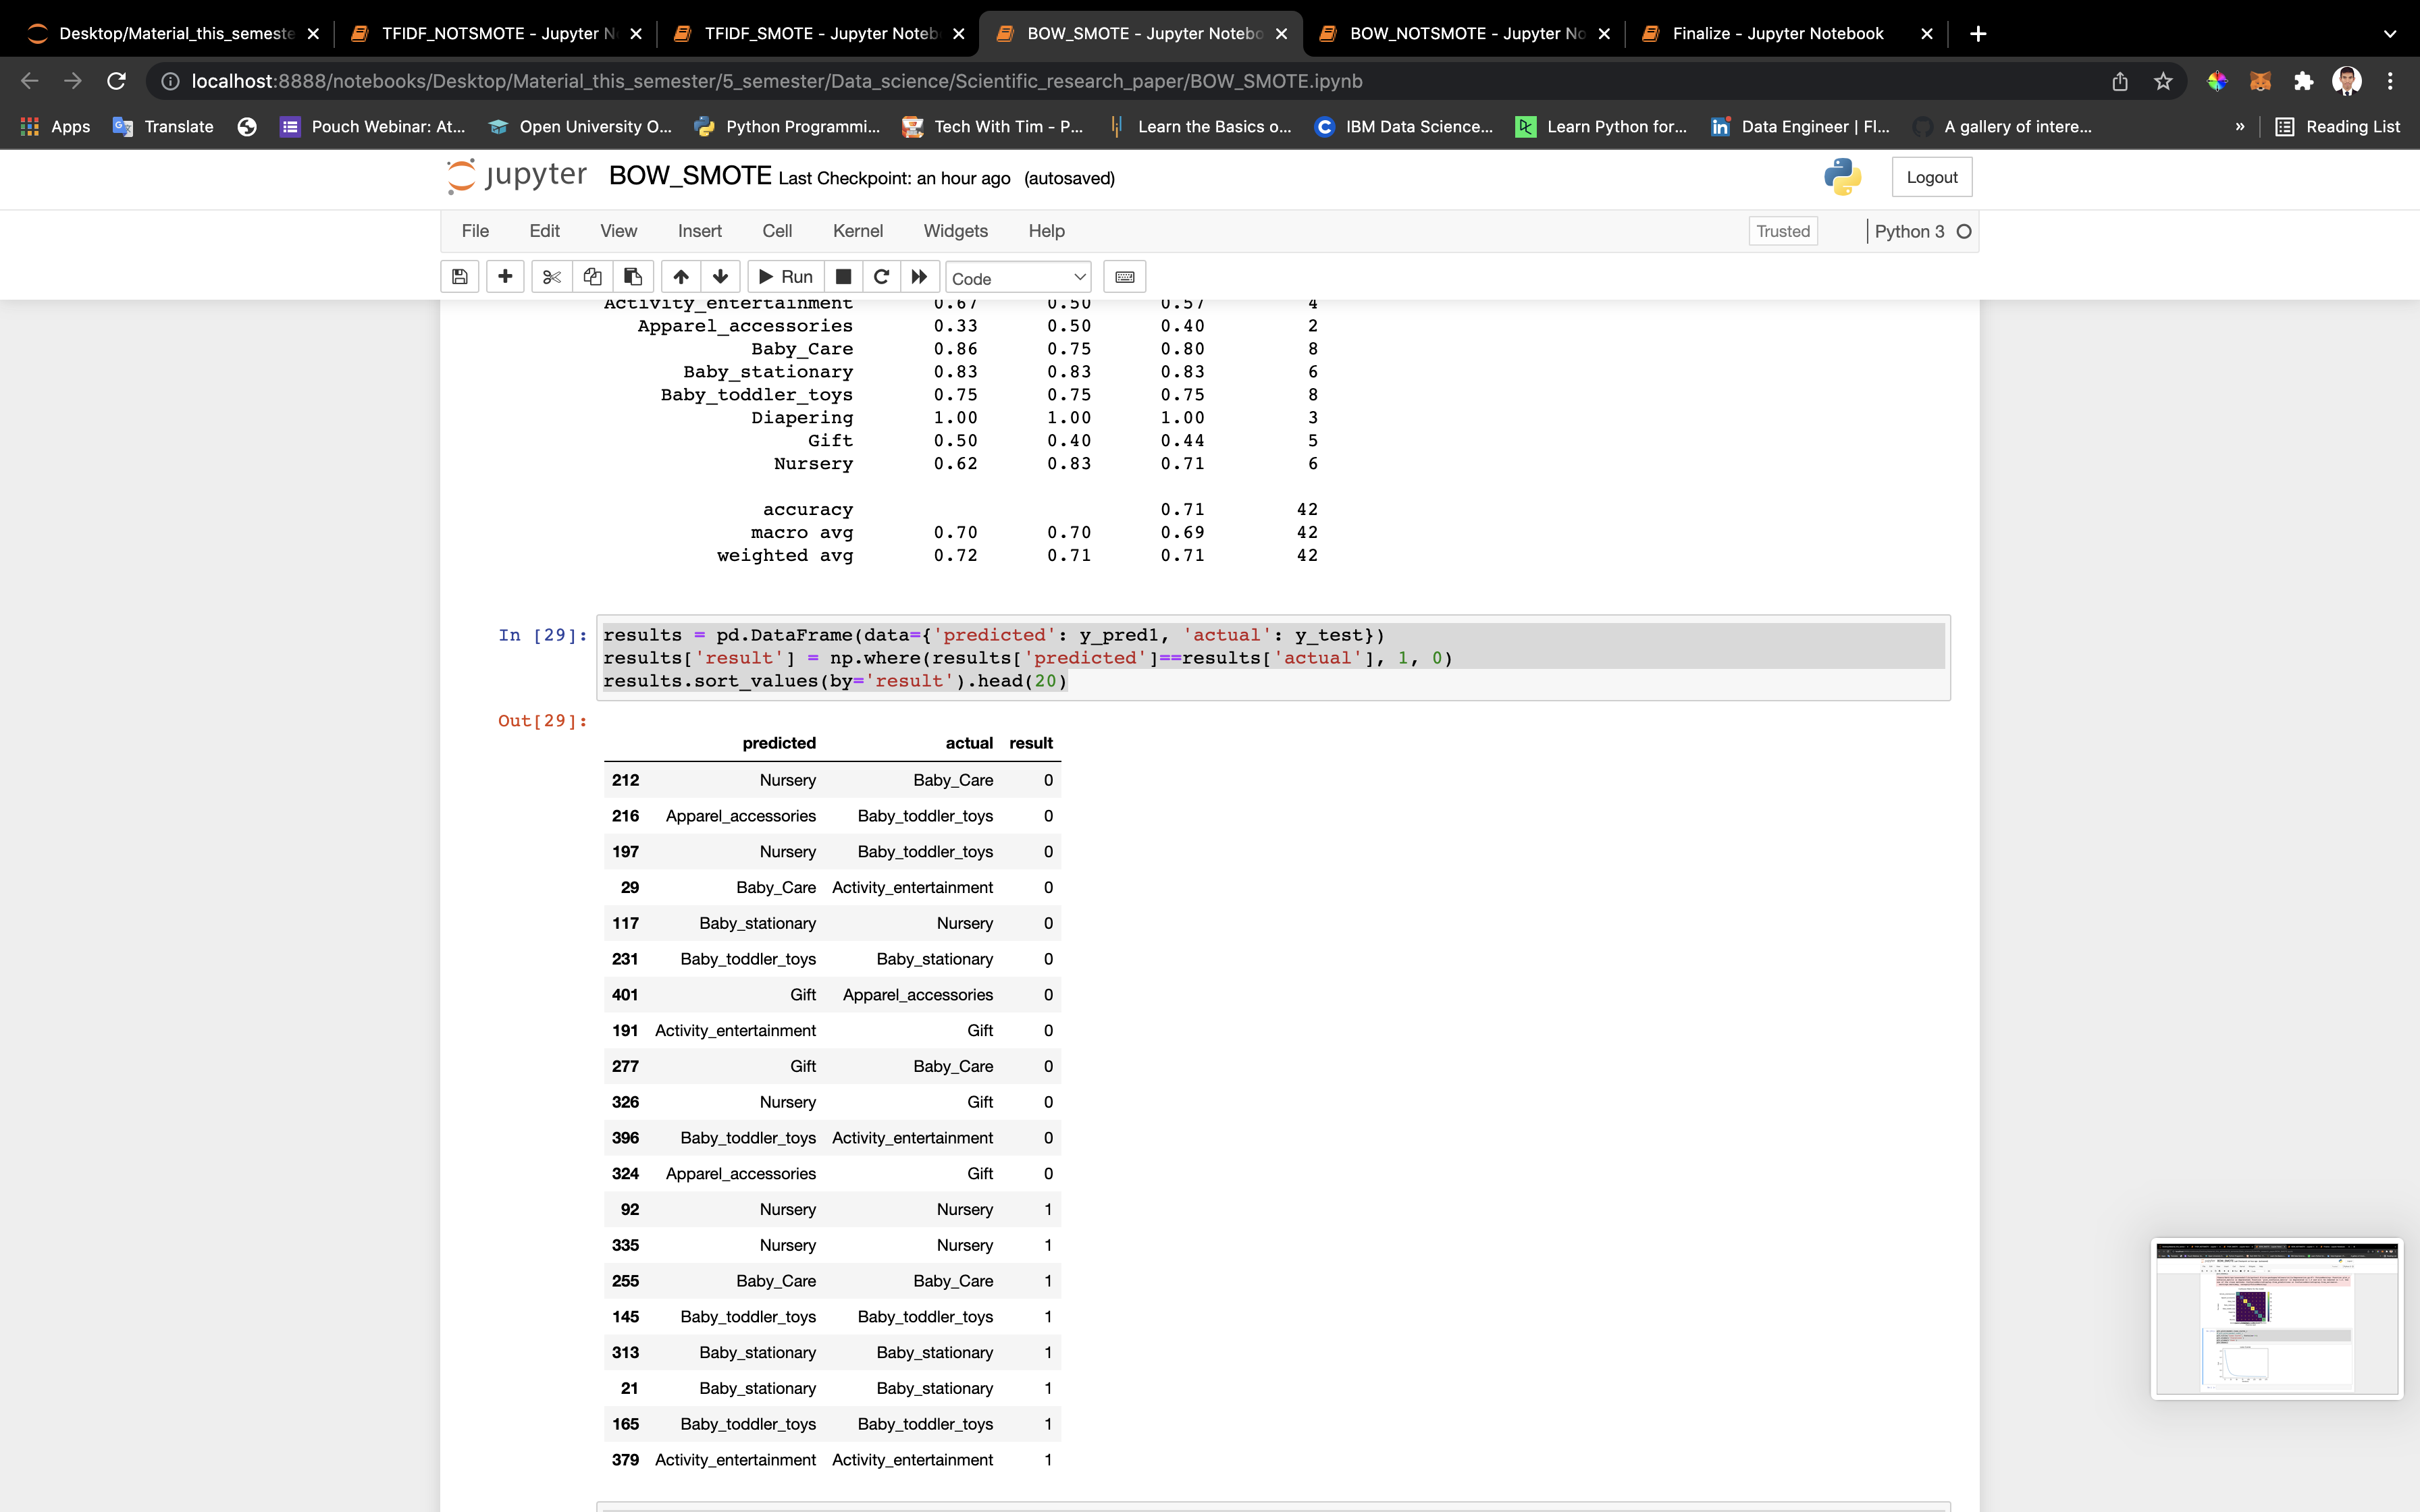 Desktop/Material_this_semeste
TFIDF_NOTSMOTE - Jupyter N
TFIDF_SMOTE - Jupyter Noteb
BOW_SMOTE - Jupyter Notebo
BOW_NOTSMOTE - Jupyter No
Finalize - Jupyter Notebook
localhost:8888/notebooks/Desktop/Material_this_semester/5_semester/Data_science/Scientific_research_paper/BOW_SMOTE.ipynb
Apps Translate Pouch Webinar: At... Open University O... Python Programmi... Tech With Tim - P... Learn the Basics o... IBM Data Science... Learn Python for... Data Engineer | Fl... A gallery of intere... » Reading List
jupyter BOW_SMOTE Last Checkpoint: an hour ago (autosaved) Logout
File Edit View Insert Cell Kernel Widgets Help Trusted Python 3
Run Code
Activity_entertainment 0.67 0.50 0.57 4
Apparel_accessories 0.33 0.50 0.40 2
Baby_Care 0.86 0.75 0.80 8
Baby_stationary 0.83 0.83 0.83 6
Baby_toddler_toys 0.75 0.75 0.75 8
Diapering 1.00 1.00 1.00 3
Gift 0.50 0.40 0.44 5
Nursery 0.62 0.83 0.71 6
accuracy 0.71 42
macro avg 0.70 0.70 0.69 42
weighted avg 0.72 0.71 0.71 42
In [29]: results = pd.DataFrame(data={'predicted': y_pred1, 'actual': y_test})
results['result'] = np.where(results['predicted']==results['actual'], 1, 0)
results.sort_values(by='result').head(20)
Out[29]:
predicted actual result
212 Nursery Baby_Care 0
216 Apparel_accessories Baby_toddler_toys 0
197 Nursery Baby_toddler_toys 0
29 Baby_Care Activity_entertainment 0
117 Baby_stationary Nursery 0
231 Baby_toddler_toys Baby_stationary 0
401 Gift Apparel_accessories 0
191 Activity_entertainment Gift 0
277 Gift Baby_Care 0
326 Nursery Gift 0
396 Baby_toddler_toys Activity_entertainment 0
324 Apparel_accessories Gift 0
92 Nursery Nursery 1
335 Nursery Nursery 1
255 Baby_Care Baby_Care 1
145 Baby_toddler_toys Baby_toddler_toys 1
313 Baby_stationary Baby_stationary 1
21 Baby_stationary Baby_stationary 1
165 Baby_toddler_toys Baby_toddler_toys 1
379 Activity_entertainment Activity_entertainment 1